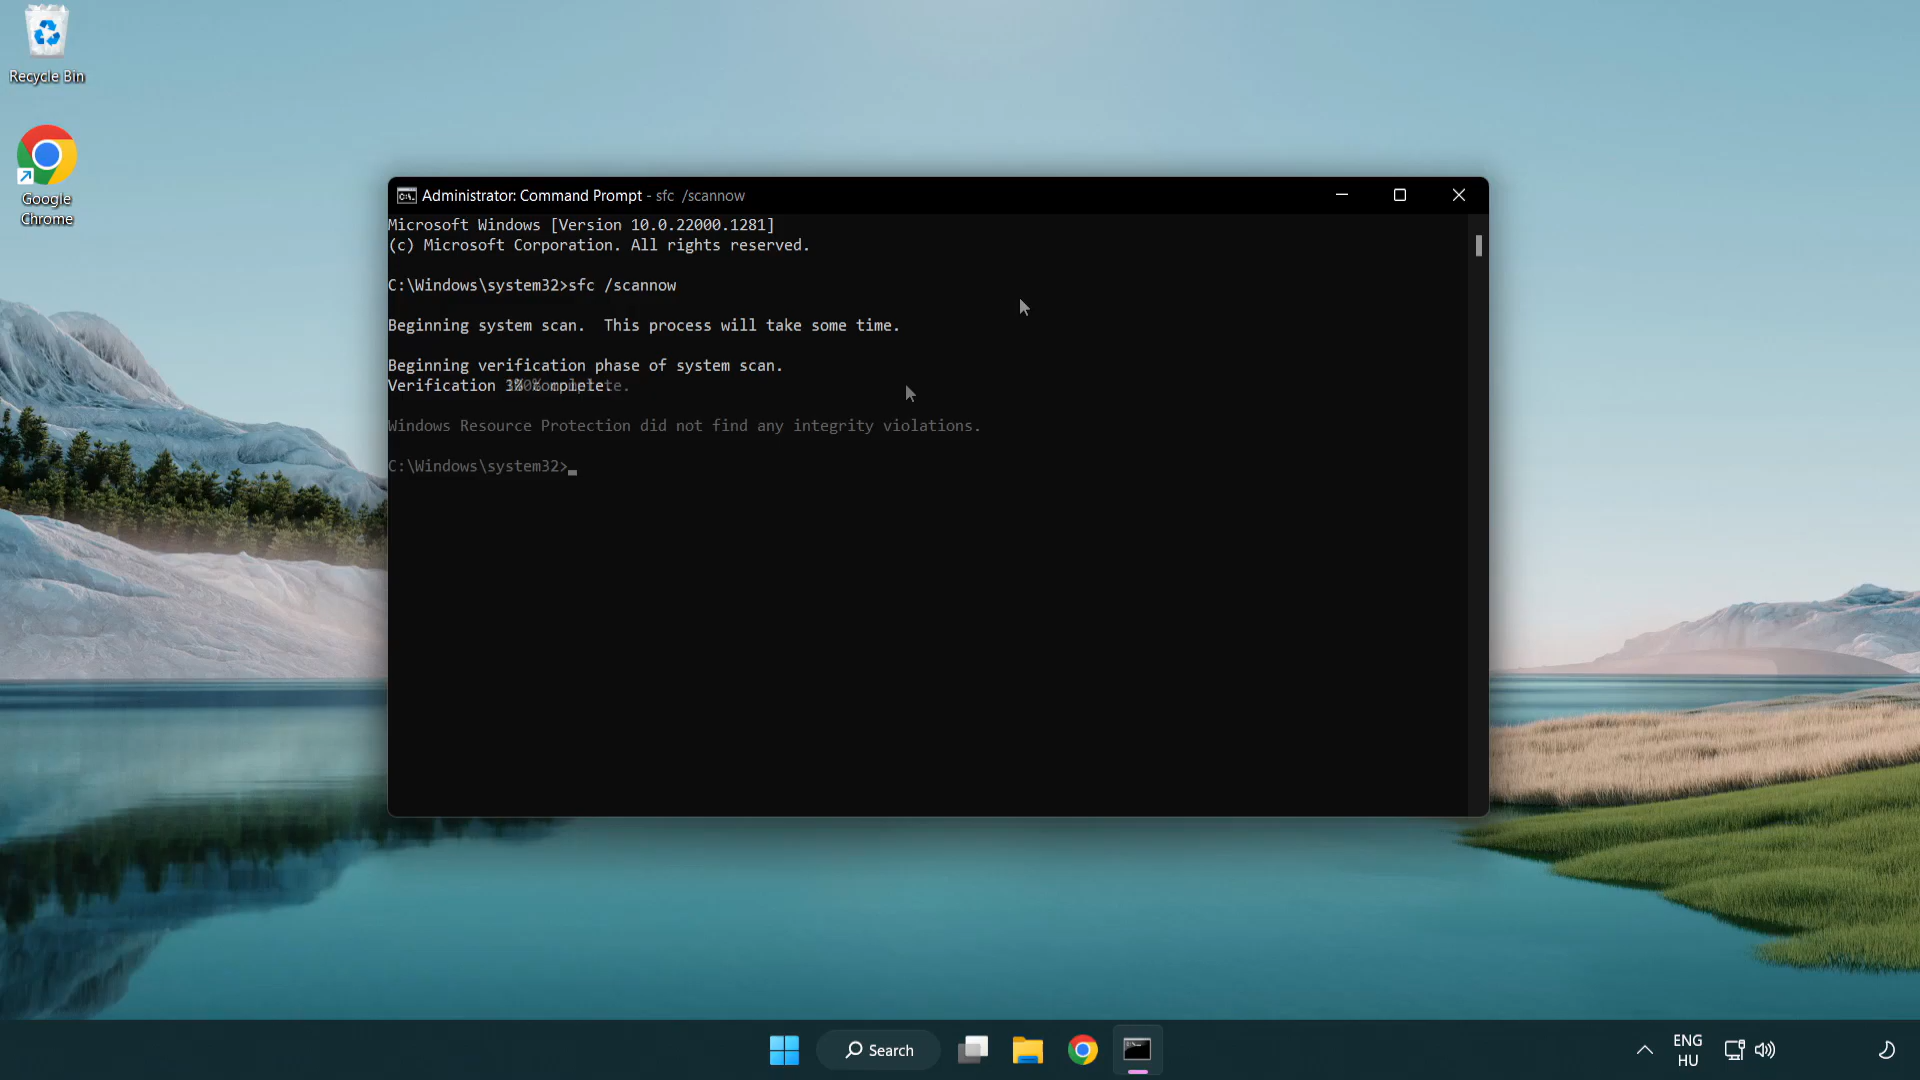 Recycle Bin
Google
Chrome
Administrator: Command Prompt - sfc  /scannow
Microsoft Windows [Version 10.0.22000.1281]
(c) Microsoft Corporation. All rights reserved.
C:\Windows\system32>sfc /scannow
Beginning system scan.  This process will take some time.
Beginning verification phase of system scan.
Verification
Windows Resource Protection did not find any integrity violations.
C:\Windows\system32>
Search
ENG
HU